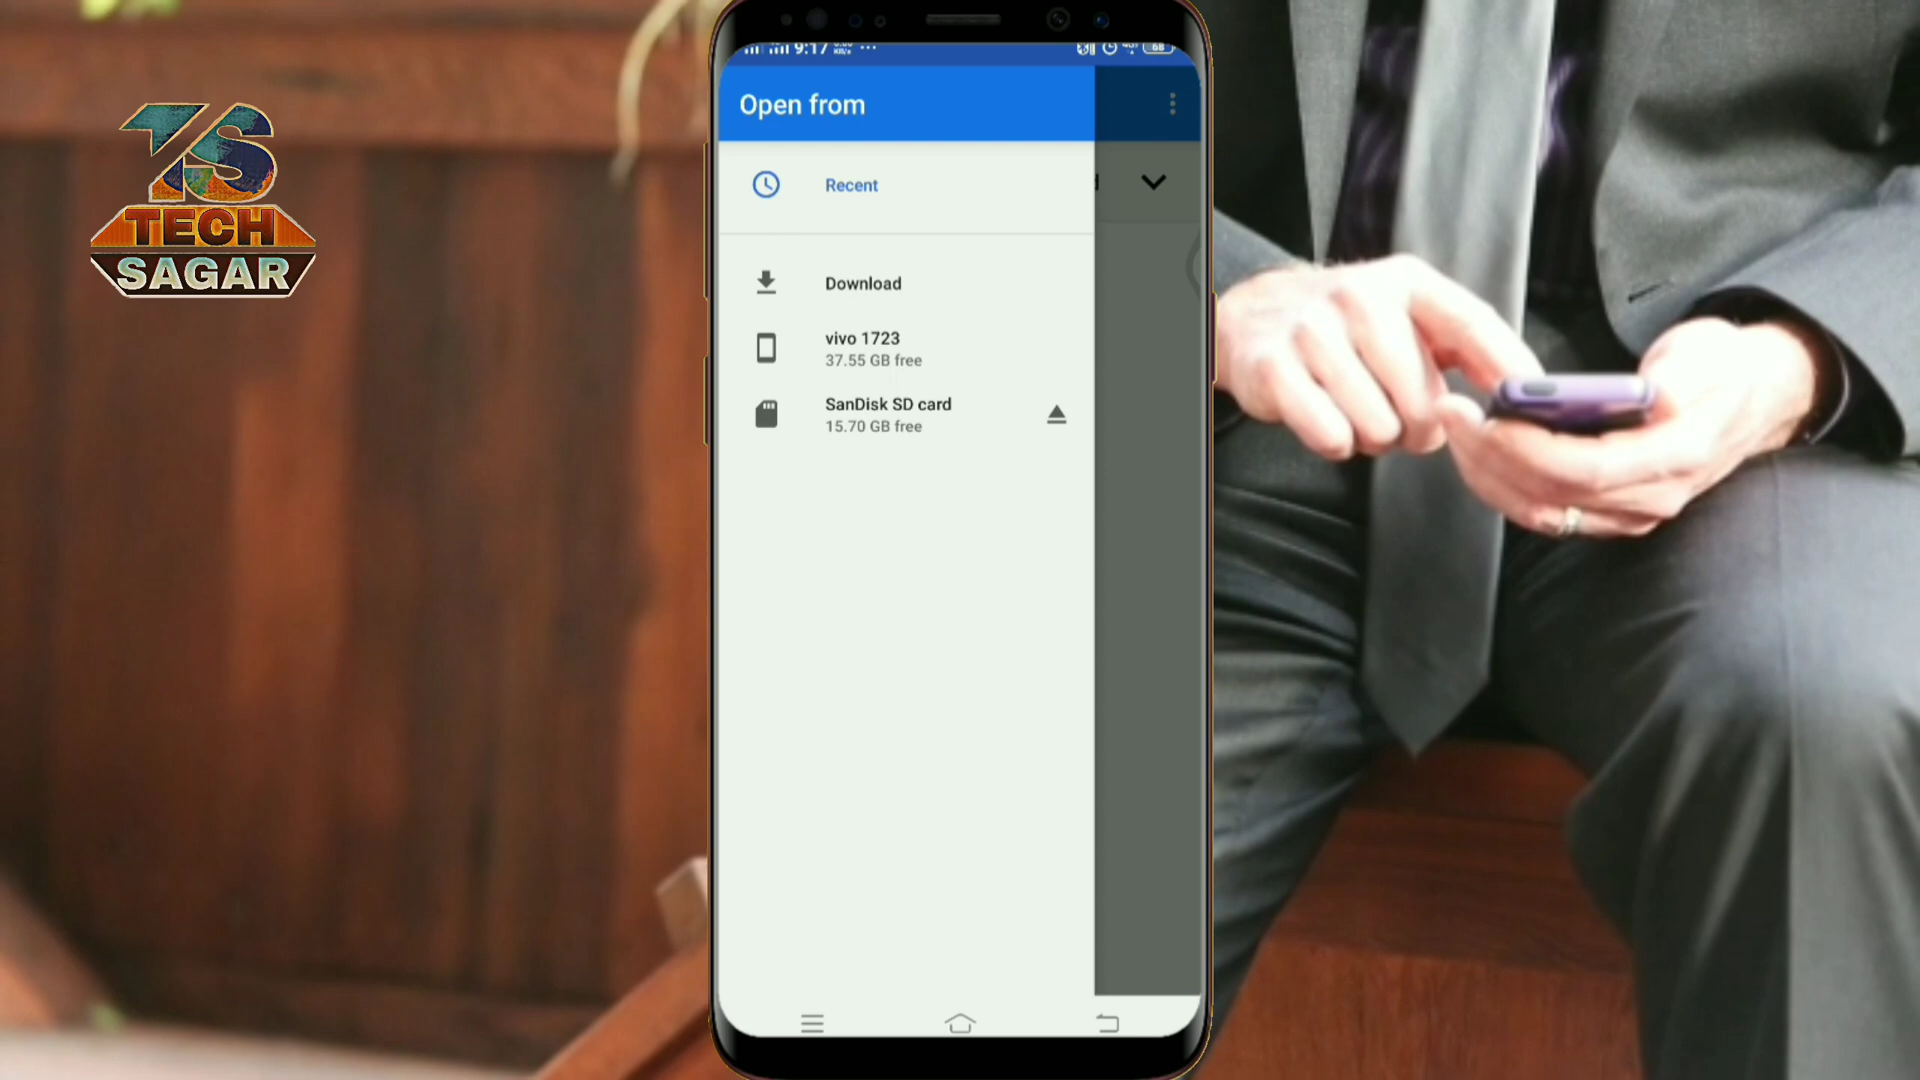 TS
TECH
SAGAR
9:17
68
Open from
Recent
Download
vivo 1723
37.55 GB free
SanDisk SD card
15.70 GB free